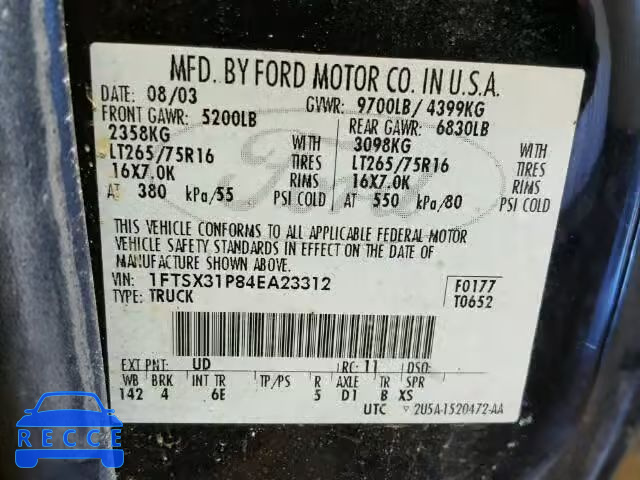 MFD. BY FORD MOTOR CO. IN U.S.A.
DATE: 08/03 GVWR: 9700LB/4399KG
FRONT GAWR: 5200LB REAR GAWR: 6830LB
2358KG WITH 3098KG WITH
LT265/75R16 TIRES LT265/75R16 TIRES
16X7.0K RIMS 16X7.0K RIMS
AT 380 kPa/55 PSI COLD AT 550 kPa/80 PSI COLD
Ford
THIS VEHICLE CONFORMS TO ALL APPLICABLE FEDERAL MOTOR
VEHICLE SAFETY STANDARDS IN EFFECT ON THE DATE OF
MANUFACTURE SHOWN ABOVE.
VIN: 1FTSX31P84EA23312 F0177
TYPE: TRUCK T0652
EXT PNT: UD RC: 11 DSO:
WB BRK INT TR TP/PS R AXLE TR SPR
142 4 6E 5 D1 B XS
UTC 2U5A-1520472-AA
RECCE